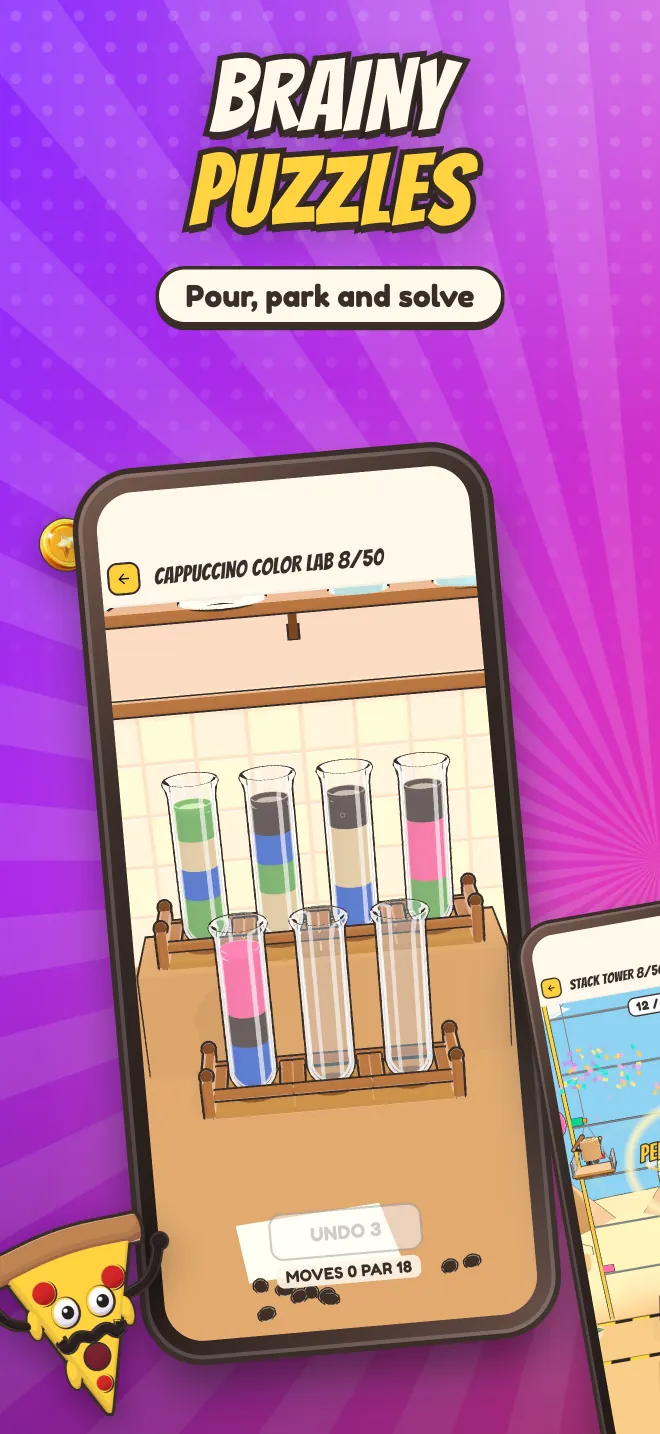 BRAINY
PUZZLES
Pour, park and solve
CAPPUCCINO COLOR LAB 8/50
STACK TOWER 8/50
12 /
UNDO 3
MOVES 0 PAR 18